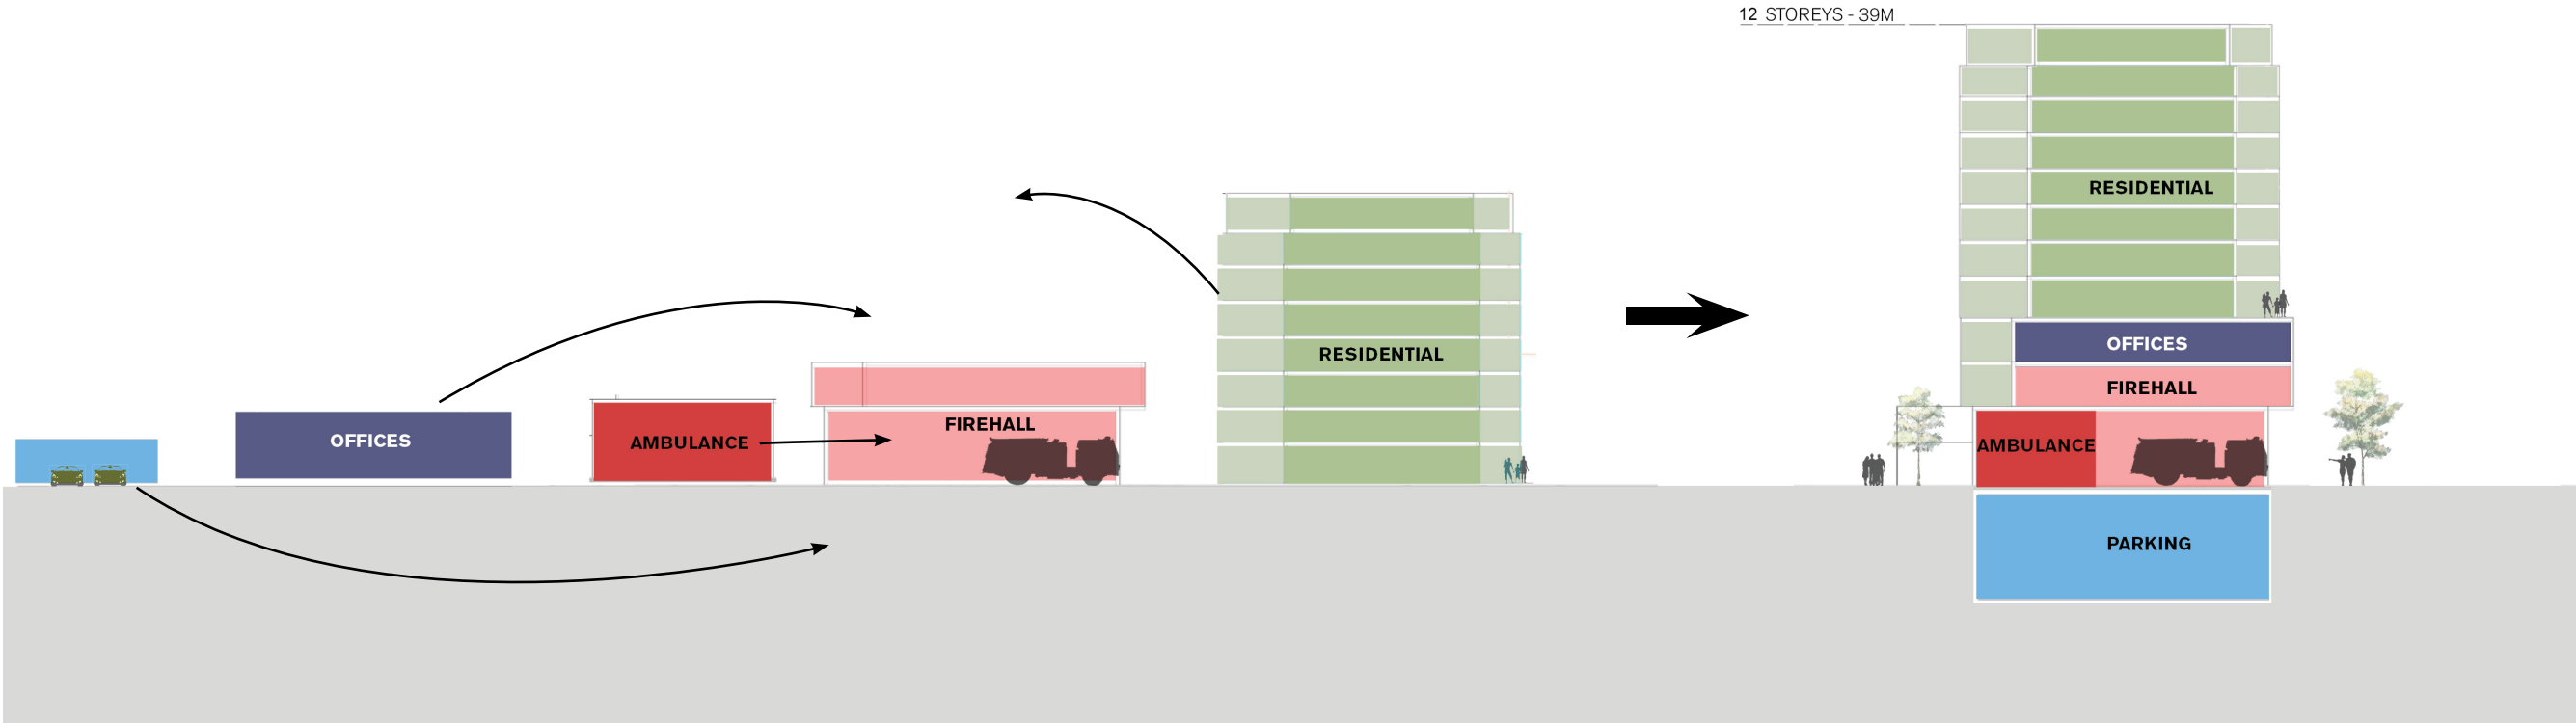 12 STOREYS - 39M
RESIDENTIAL
OFFICES
FIREHALL
AMBULANCE
PARKING
RESIDENTIAL
FIREHALL
AMBULANCE
OFFICES